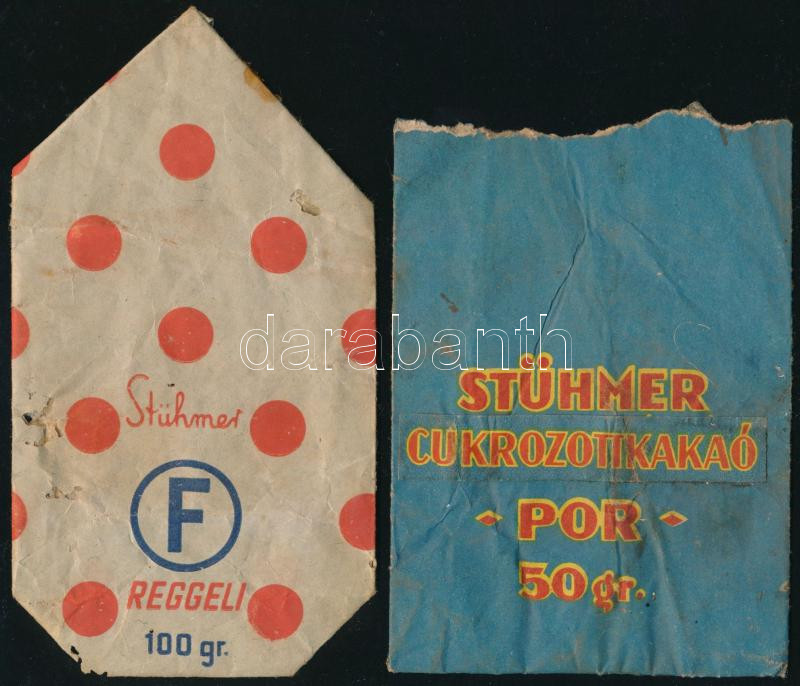 Stühmer
F
REGGELI
100 gr.
STÜHMER
CUKROZOTTKAKAÓ
POR
50 gr.
darabanth